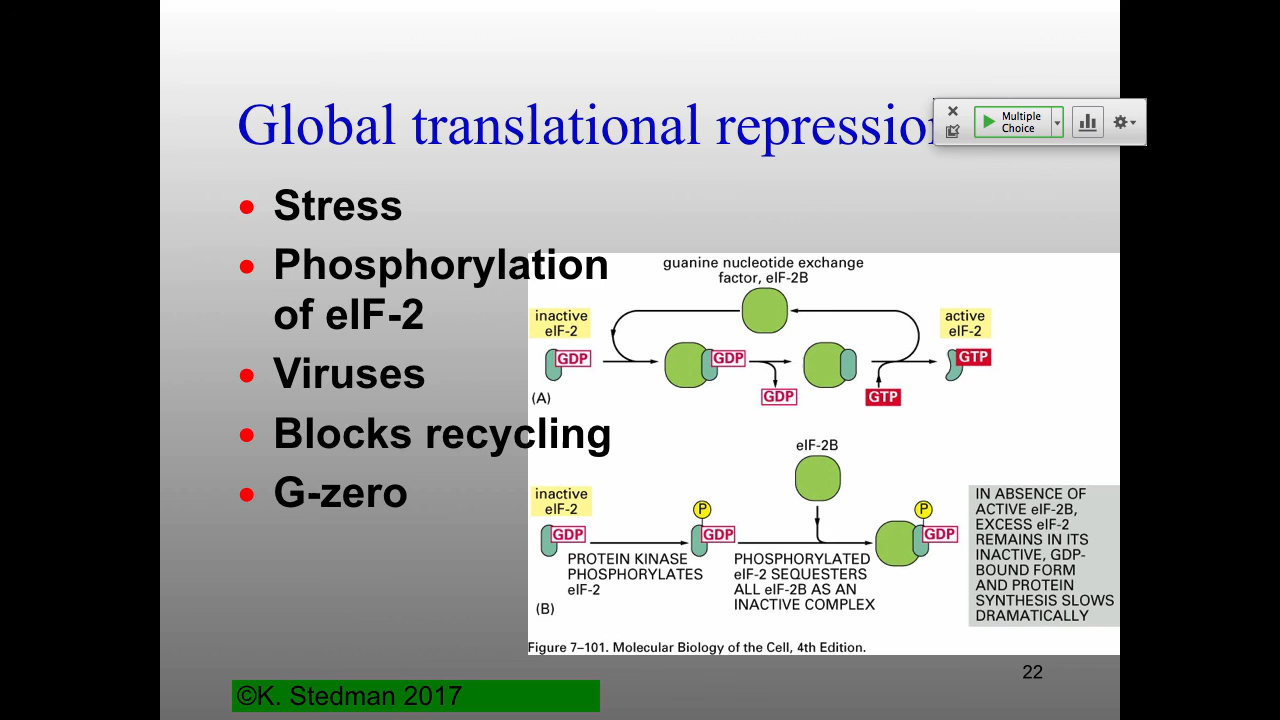 Global translational repression
Multiple
Choice
Stress
Phosphorylation
of eIF-2
Viruses
Blocks recycling
G-zero
guanine nucleotide exchange
factor, eIF-2B
inactive
eIF-2
GDP
GDP
GDP
GTP
active
eIF-2
GTP
(A)
eIF-2B
inactive
eIF-2
GDP
P
GDP
P
GDP
PROTEIN KINASE
PHOSPHORYLATES
eIF-2
PHOSPHORYLATED
eIF-2 SEQUESTERS
ALL eIF-2B AS AN
INACTIVE COMPLEX
(B)
IN ABSENCE OF
ACTIVE eIF-2B,
EXCESS eIF-2
REMAINS IN ITS
INACTIVE, GDP-
BOUND FORM
AND PROTEIN
SYNTHESIS SLOWS
DRAMATICALLY
Figure 7–101. Molecular Biology of the Cell, 4th Edition.
22
©K. Stedman 2017